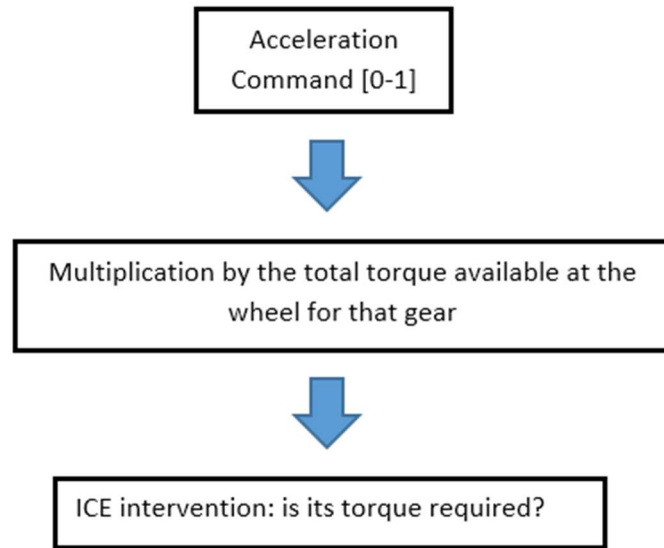 Acceleration
Command [0-1]
Multiplication by the total torque available at the
wheel for that gear
ICE intervention: is its torque required?